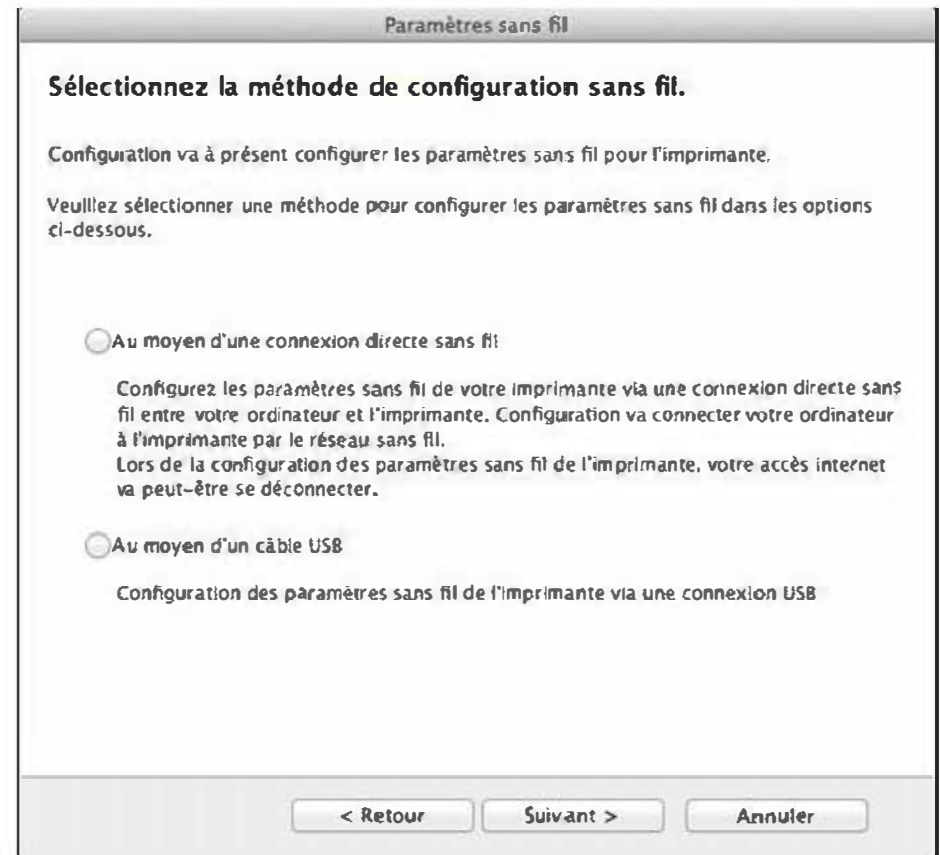 Paramètres sans fil
Sélectionnez la méthode de configuration sans fil.
Configuration va à présent configurer les paramètres sans fil pour l'imprimante.
Veuillez sélectionner une méthode pour configurer les paramètres sans fil dans les options
ci-dessous.
Au moyen d'une connexion directe sans fil
Configurez les paramètres sans fil de votre imprimante via une connexion directe sans
fil entre votre ordinateur et l'imprimante. Configuration va connecter votre ordinateur
à l'imprimante par le réseau sans fil.
Lors de la configuration des paramètres sans fil de l'imprimante, votre accès internet
va peut-être se déconnecter.
Au moyen d'un câble USB
Configuration des paramètres sans fil de l'imprimante via une connexion USB
< Retour
Suivant >
Annuler